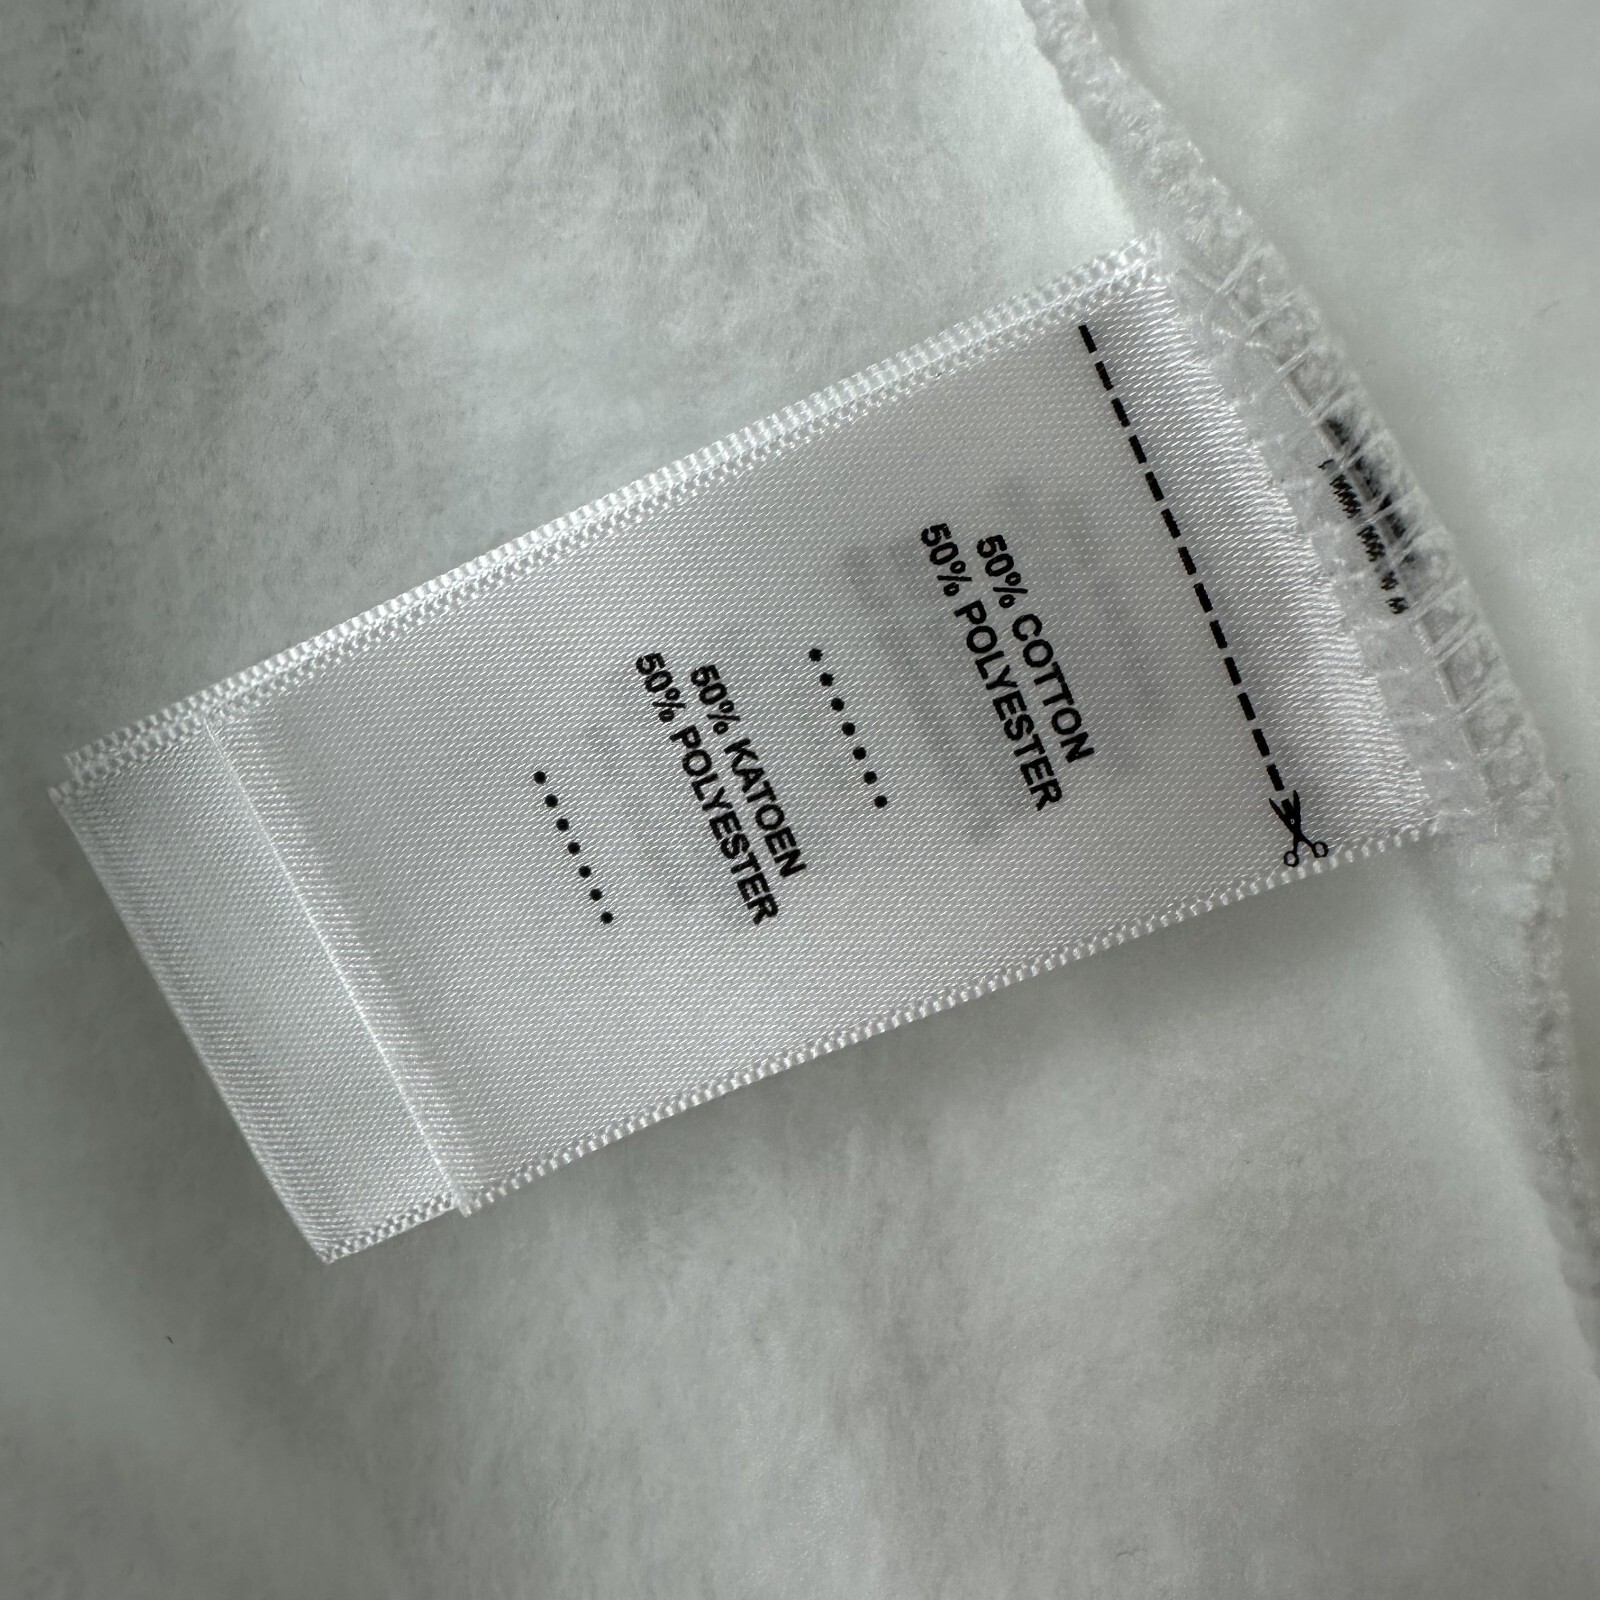 50% COTTON
50% POLYESTER
50% KATOEN
50% POLYESTER